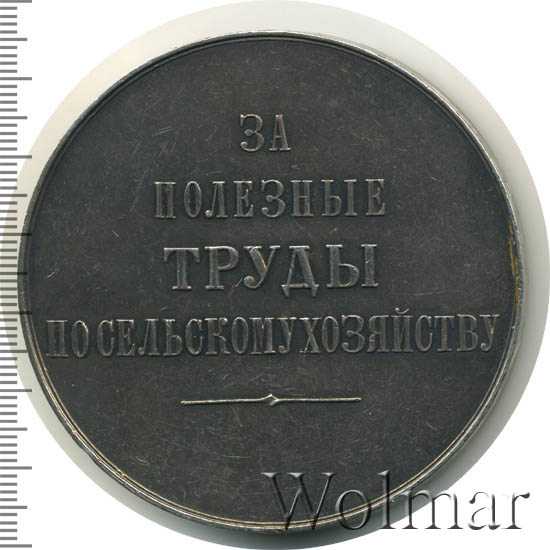 ЗА
ПОЛЕЗНЫЕ
ТРУДЫ
ПО СЕЛЬСКОМУ ХОЗЯЙСТВУ
Wolmar